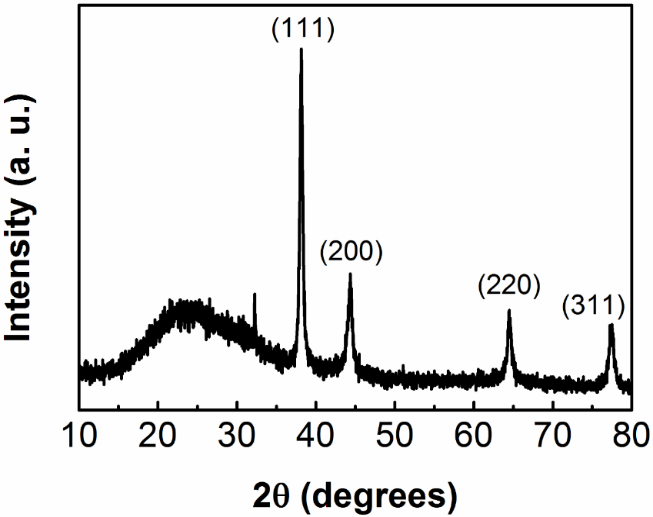 (111)
(200)
(220)
(311)
Intensity (a. u.)
10 20 30 40 50 60 70 80
2θ (degrees)